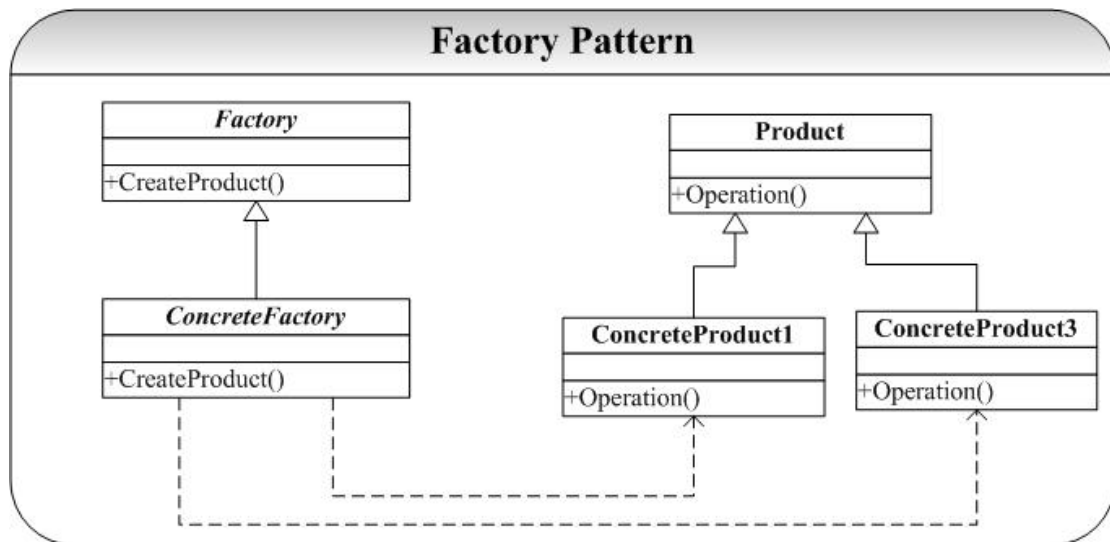 Factory Pattern
Factory
+CreateProduct()
Product
+Operation()
ConcreteFactory
+CreateProduct()
ConcreteProduct1
+Operation()
ConcreteProduct3
+Operation()